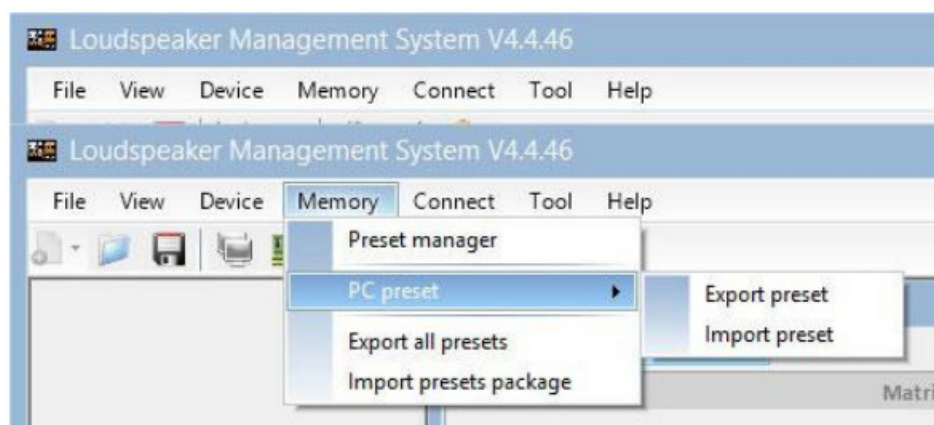 Loudspeaker Management System V4.4.46
File View Device Memory Connect Tool Help
Loudspeaker Management System V4.4.46
File View Device Memory Connect Tool Help
Preset manager
PC preset
Export preset
Import preset
Export all presets
Import presets package